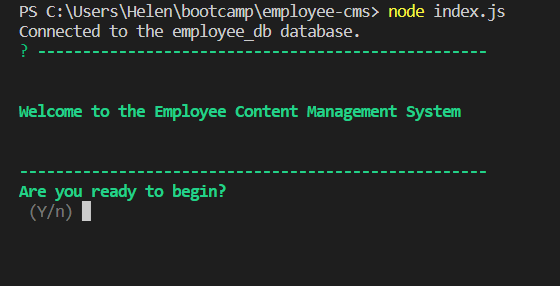 PS C:\Users\Helen\bootcamp\employee-cms> node index.js
Connected to the employee_db database.
? --------------------------------------------------
Welcome to the Employee Content Management System
----------------------------------------------------
Are you ready to begin?
(Y/n)